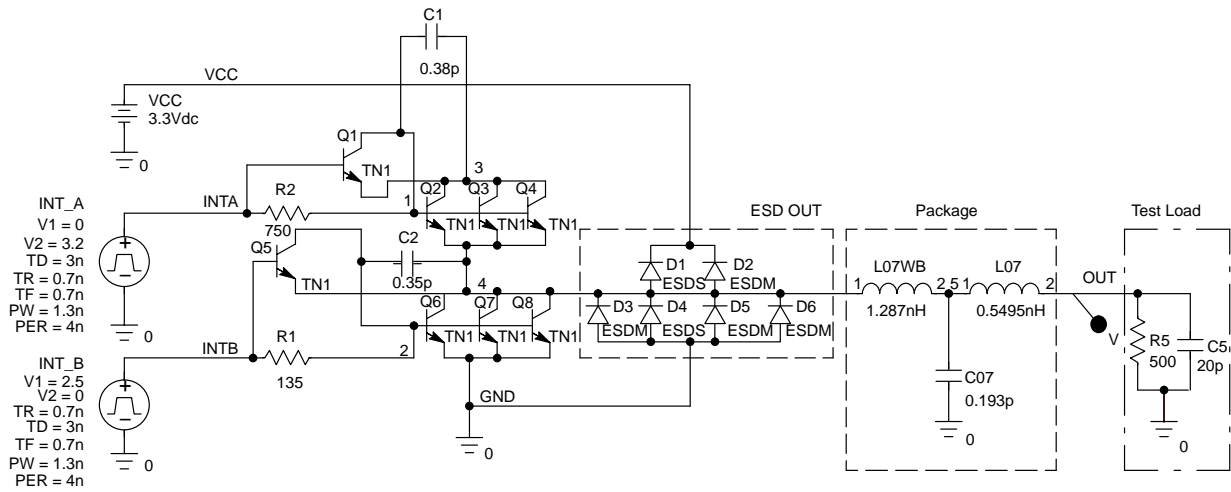 C1
0.38p
VCC
VCC
3.3Vdc
0
Q1
TN1
3
INT_A
V1 = 0
V2 = 3.2
TD = 3n
TR = 0.7n
TF = 0.7n
PW = 1.3n
PER = 4n
0
INTA
R2
750
1
Q2
Q3
Q4
TN1
TN1
TN1
Q5
TN1
C2
0.35p
4
Q6
Q7
Q8
TN1
TN1
TN1
INT_B
V1 = 2.5
V2 = 0
TR = 0.7n
TD = 3n
TF = 0.7n
PW = 1.3n
PER = 4n
0
INTB
R1
135
2
GND
0
ESD OUT
D1
ESDS
D2
ESDM
D3
ESDM
D4
ESDS
D5
ESDM
D6
ESDM
Package
1
L07WB
2
1.287nH
5
1
L07
2
0.5495nH
C07
0.193p
0
Test Load
OUT
V
R5
500
C5
20p
0